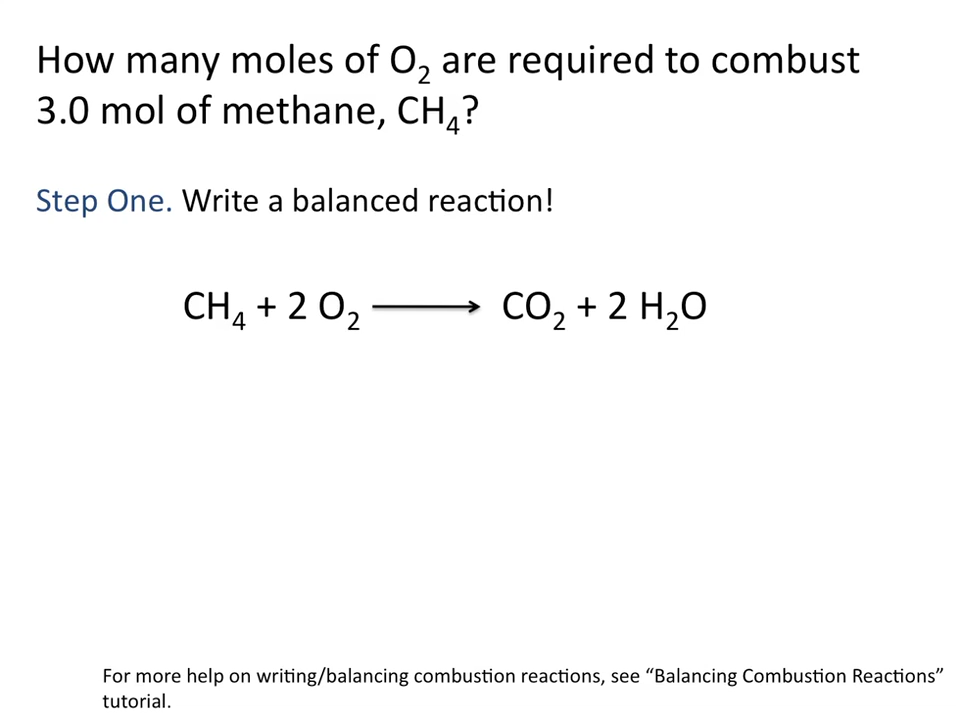 How many moles of O₂ are required to combust
3.0 mol of methane, CH₄?
Step One. Write a balanced reaction!
CH₄ + 2 O₂ ⟶ CO₂ + 2 H₂O
For more help on writing/balancing combustion reactions, see “Balancing Combustion Reactions”
tutorial.